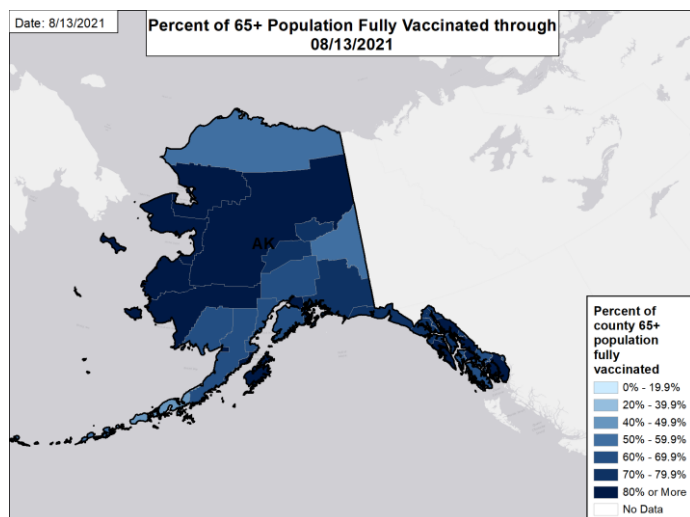 Date: 8/13/2021
Percent of 65+ Population Fully Vaccinated through
08/13/2021
AK
Percent of
county 65+
population
fully
vaccinated
0% - 19.9%
20% - 39.9%
40% - 49.9%
50% - 59.9%
60% - 69.9%
70% - 79.9%
80% or More
No Data